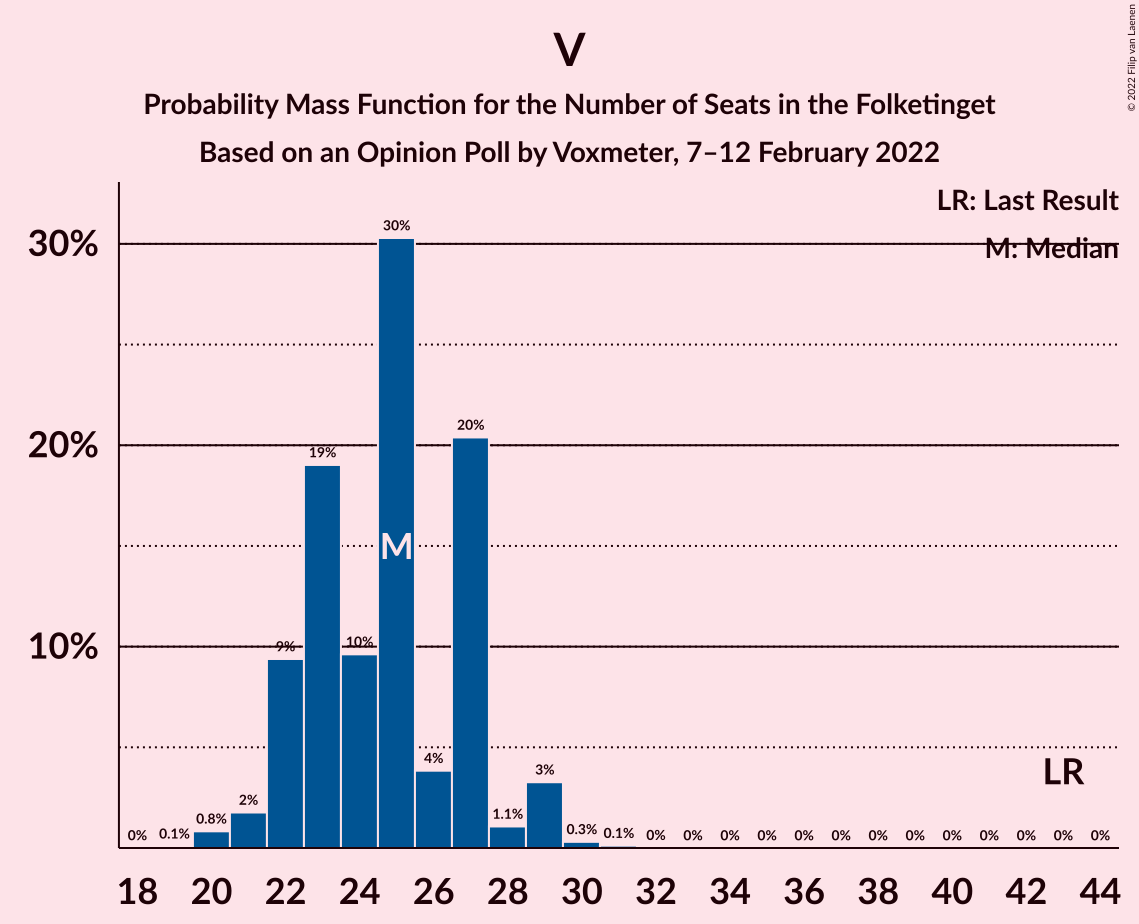 V
Probability Mass Function for the Number of Seats in the Folketinget
Based on an Opinion Poll by Voxmeter, 7–12 February 2022
© 2022 Filip van Laenen
LR: Last Result
M: Median
30%
20%
10%
0% 0.1% 0.8% 2% 9% 19% 10% 30% 4% 20% 1.1% 3% 0.3% 0.1% 0% 0% 0% 0% 0% 0% 0% 0% 0% 0% 0% 0% 0%
M
LR
18 20 22 24 26 28 30 32 34 36 38 40 42 44